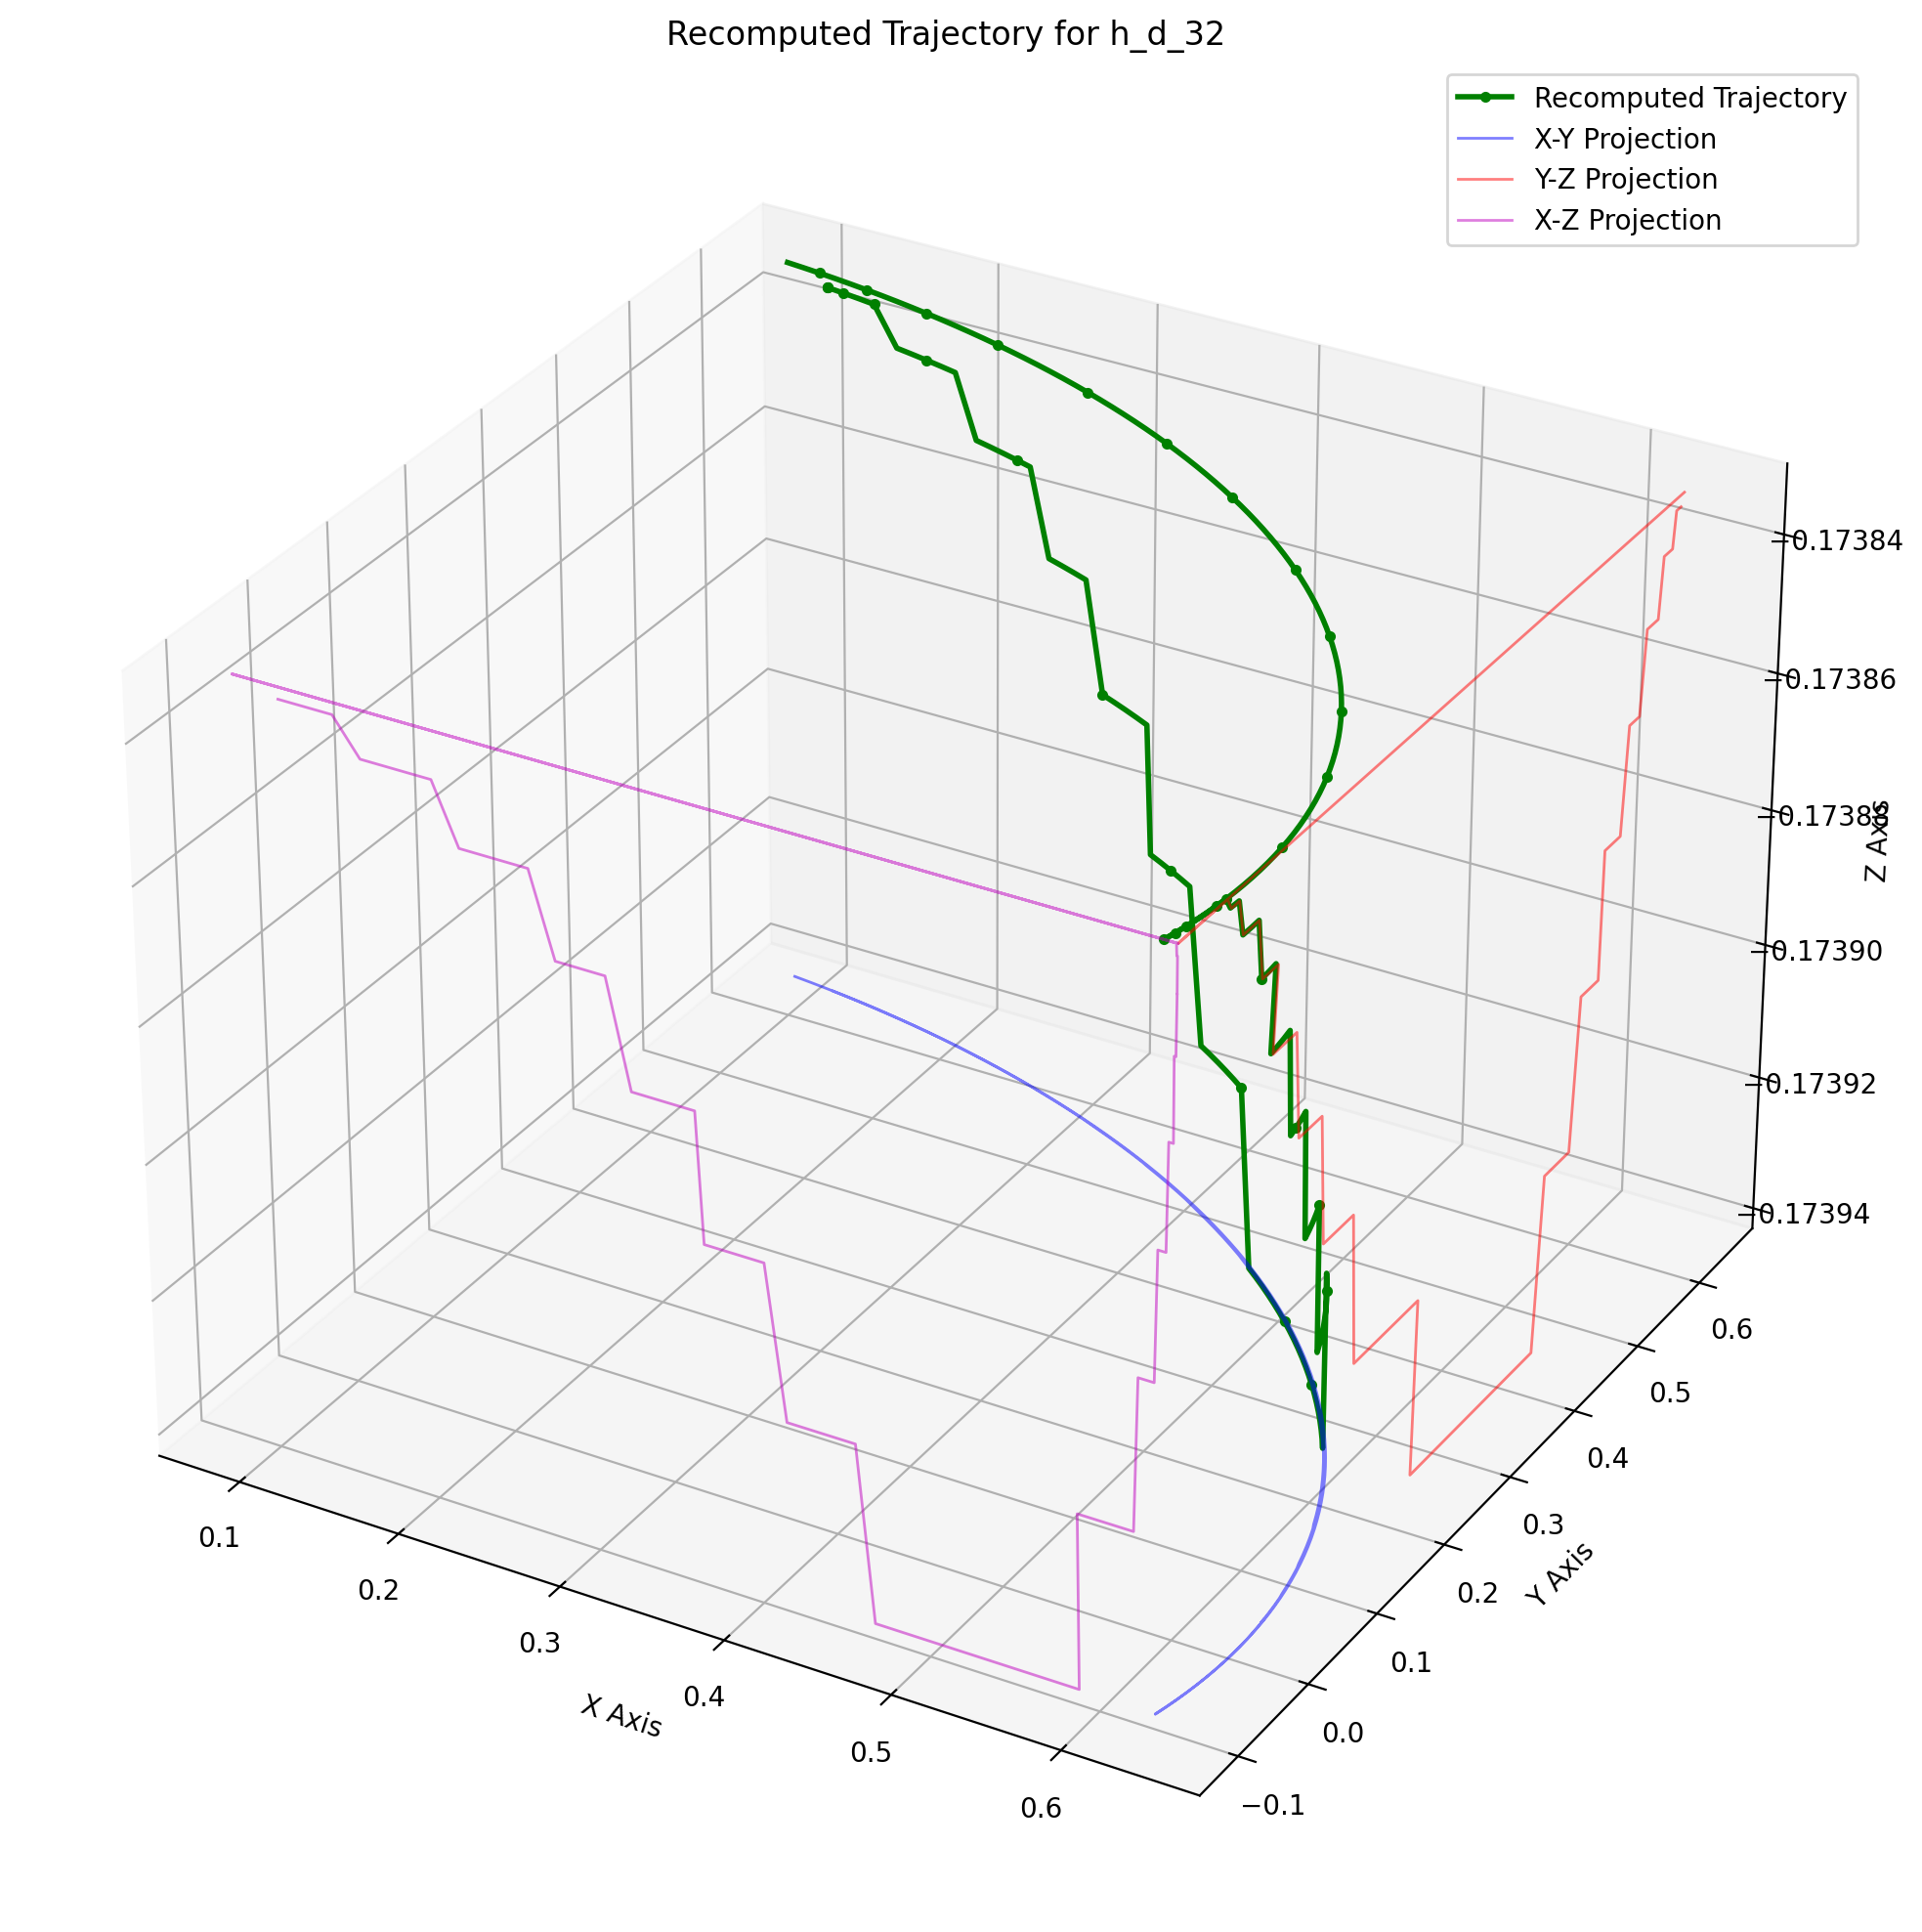 Recomputed Trajectory for h_d_32
Recomputed Trajectory
X-Y Projection
Y-Z Projection
X-Z Projection
−0.17384
−0.17386
−0.17388
Z Axis
−0.17390
−0.17392
−0.17394
0.6
0.5
0.4
0.3
0.2
0.1
0.0
−0.1
Y Axis
0.1
0.2
0.3
0.4
0.5
0.6
X Axis